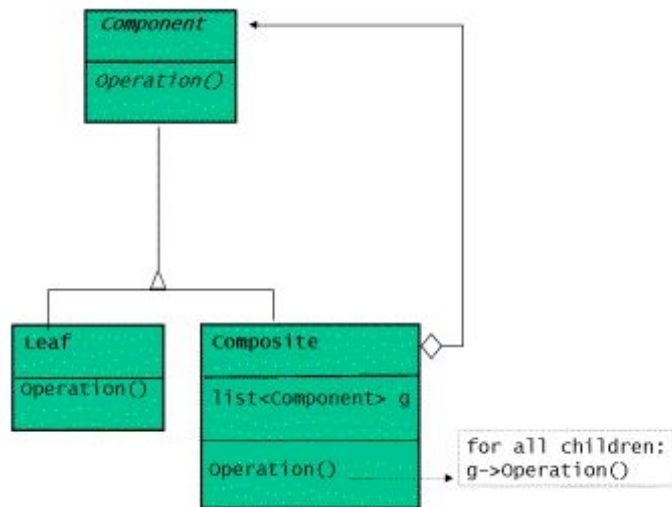 Component
Operation()
Leaf
Operation()
Composite
list<Component> g
Operation()
for all children:
g->Operation()